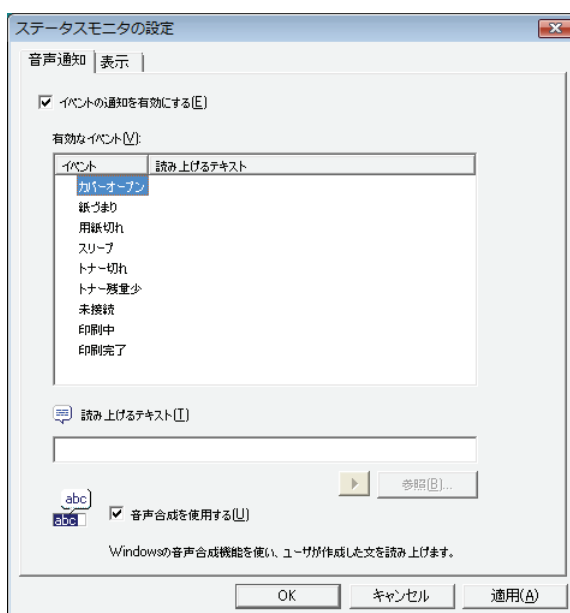 ステータスモニタの設定
音声通知 表示
イベントの通知を有効にする(E)
有効なイベント(V):
イベント 読み上げるテキスト
カバーオープン
紙づまり
用紙切れ
スリープ
トナー切れ
トナー残量少
未接続
印刷中
印刷完了
読み上げるテキスト(T)
参照(B)...
abc
abc
音声合成を使用する(U)
Windowsの音声合成機能を使い、ユーザが作成した文を読み上げます。
OK キャンセル 適用(A)